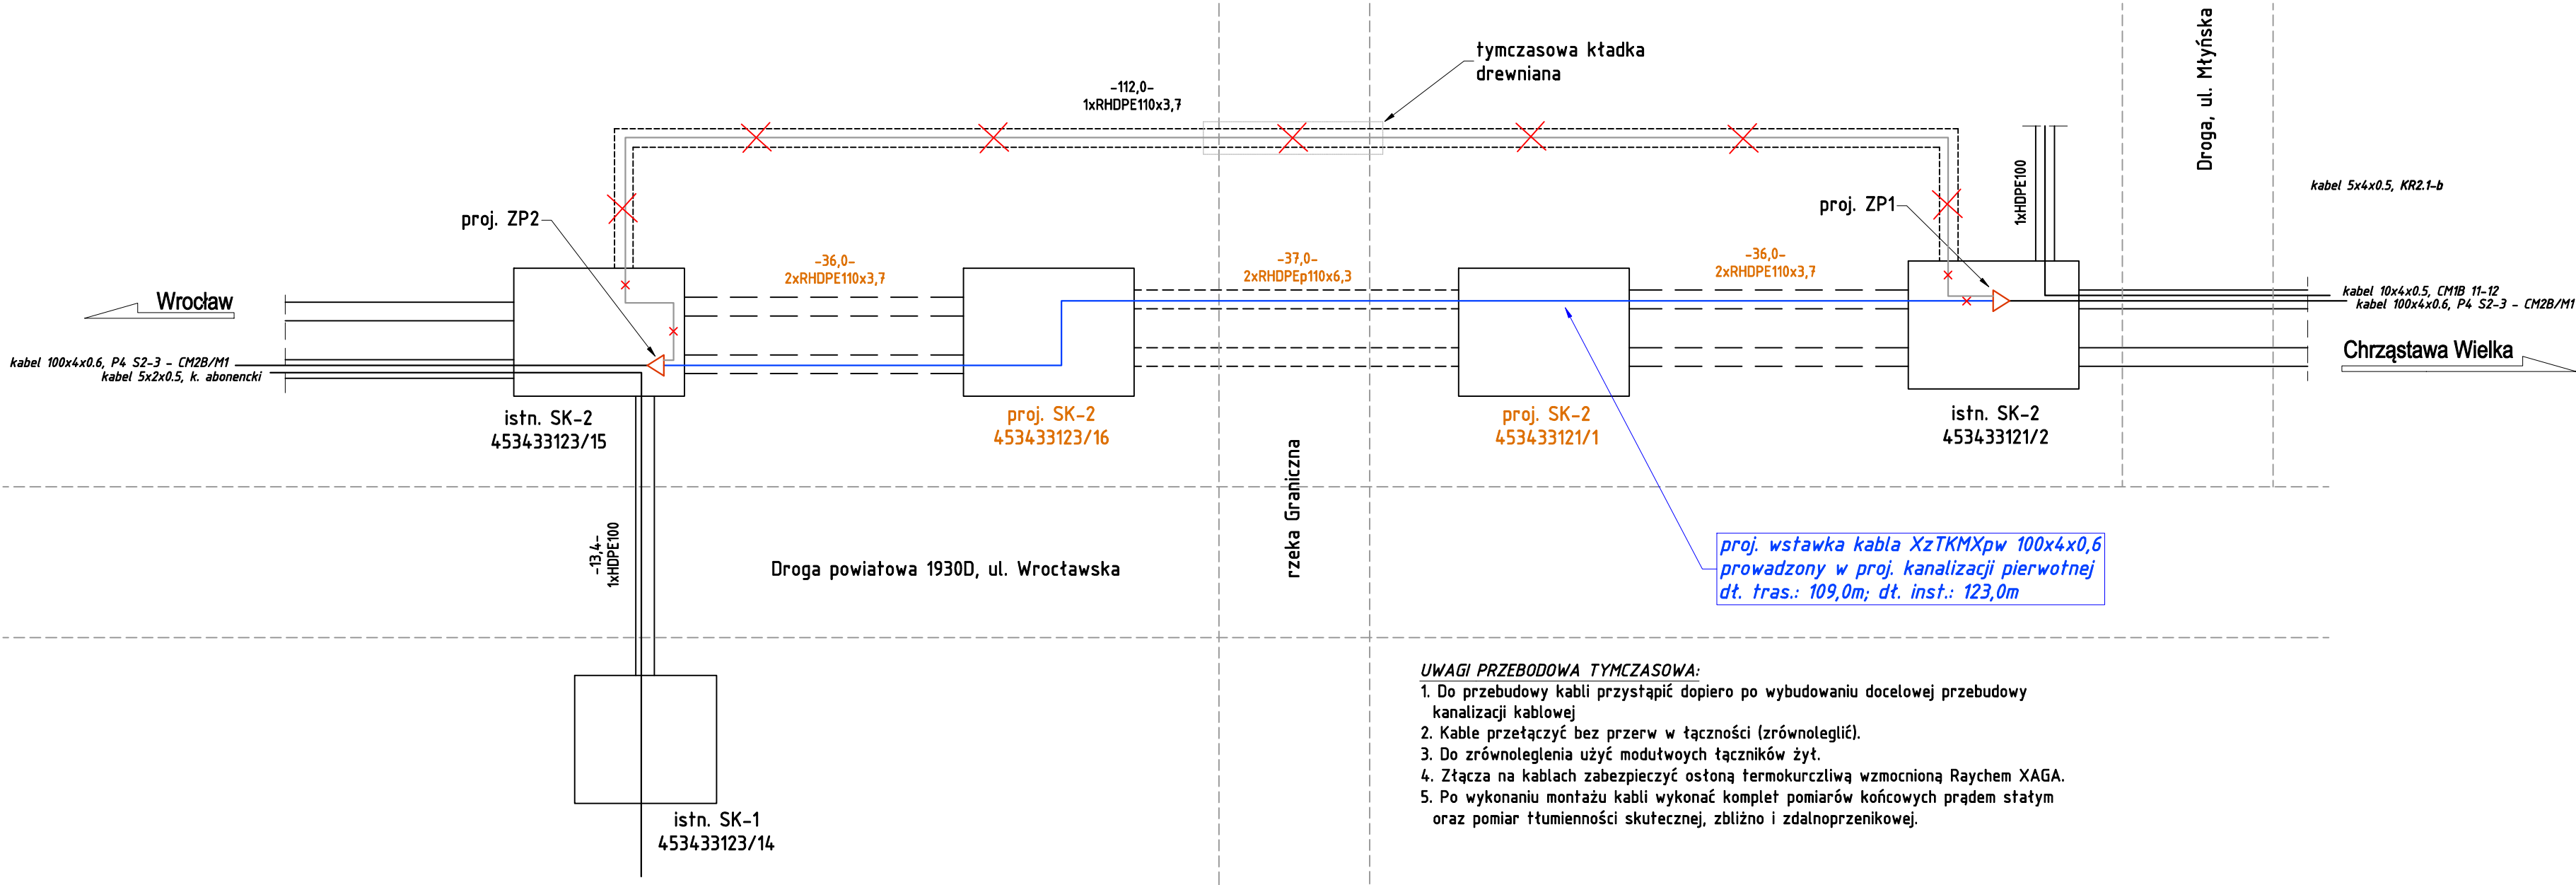 tymczasowa kładka
drewniana
-112,0-
1xRHDPE110x3,7
Droga, ul. Młyńska
kabel 5x4x0.5, KR2.1-b
1xHDPE100
proj. ZP2
proj. ZP1
-36,0-
2xRHDPE110x3,7
-37,0-
2xRHDPEp110x6,3
-36,0-
2xRHDPE110x3,7
Wrocław
kabel 10x4x0.5, CM1B 11-12
kabel 100x4x0.6, P4 S2-3 - CM2B/M1
Chrząstawa Wielka
kabel 100x4x0.6, P4 S2-3 - CM2B/M1
kabel 5x2x0.5, k. abonencki
istn. SK-2
453433123/15
proj. SK-2
453433123/16
proj. SK-2
453433121/1
istn. SK-2
453433121/2
rzeka Graniczna
-13,4-
1xHDPE100
Droga powiatowa 1930D, ul. Wrocławska
proj. wstawka kabla XzTKMXpw 100x4x0,6
prowadzony w proj. kanalizacji pierwotnej
dł. tras.: 109,0m; dł. inst.: 123,0m
UWAGI PRZEBODOWA TYMCZASOWA:
1. Do przebudowy kabli przystąpić dopiero po wybudowaniu docelowej przebudowy
kanalizacji kablowej
2. Kable przełączyć bez przerw w łączności (zrównoleglić).
3. Do zrównoleglenia użyć modułwoych łączników żył.
4. Złącza na kablach zabezpieczyć osłoną termokurczliwą wzmocnioną Raychem XAGA.
5. Po wykonaniu montażu kabli wykonać komplet pomiarów końcowych prądem stałym
oraz pomiar tłumienności skutecznej, zbliżno i zdalnoprzenikowej.
istn. SK-1
453433123/14